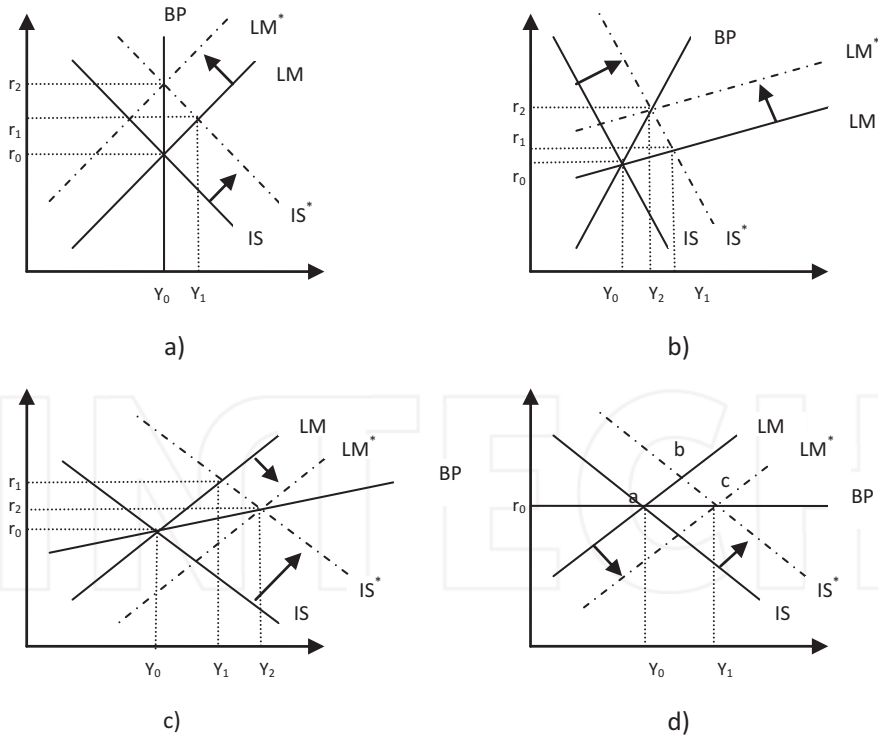 BP
LM*
LM
r2
r1
r0
IS*
IS
Y0 Y1
a)
BP
LM*
LM
r2
r1
r0
IS IS*
Y0 Y2 Y1
b)
LM
LM*
BP
r1
r2
r0
IS*
IS
Y0 Y1 Y2
c)
LM
LM*
b
c
a
r0
BP
IS*
IS
Y0 Y1
d)
INTECH